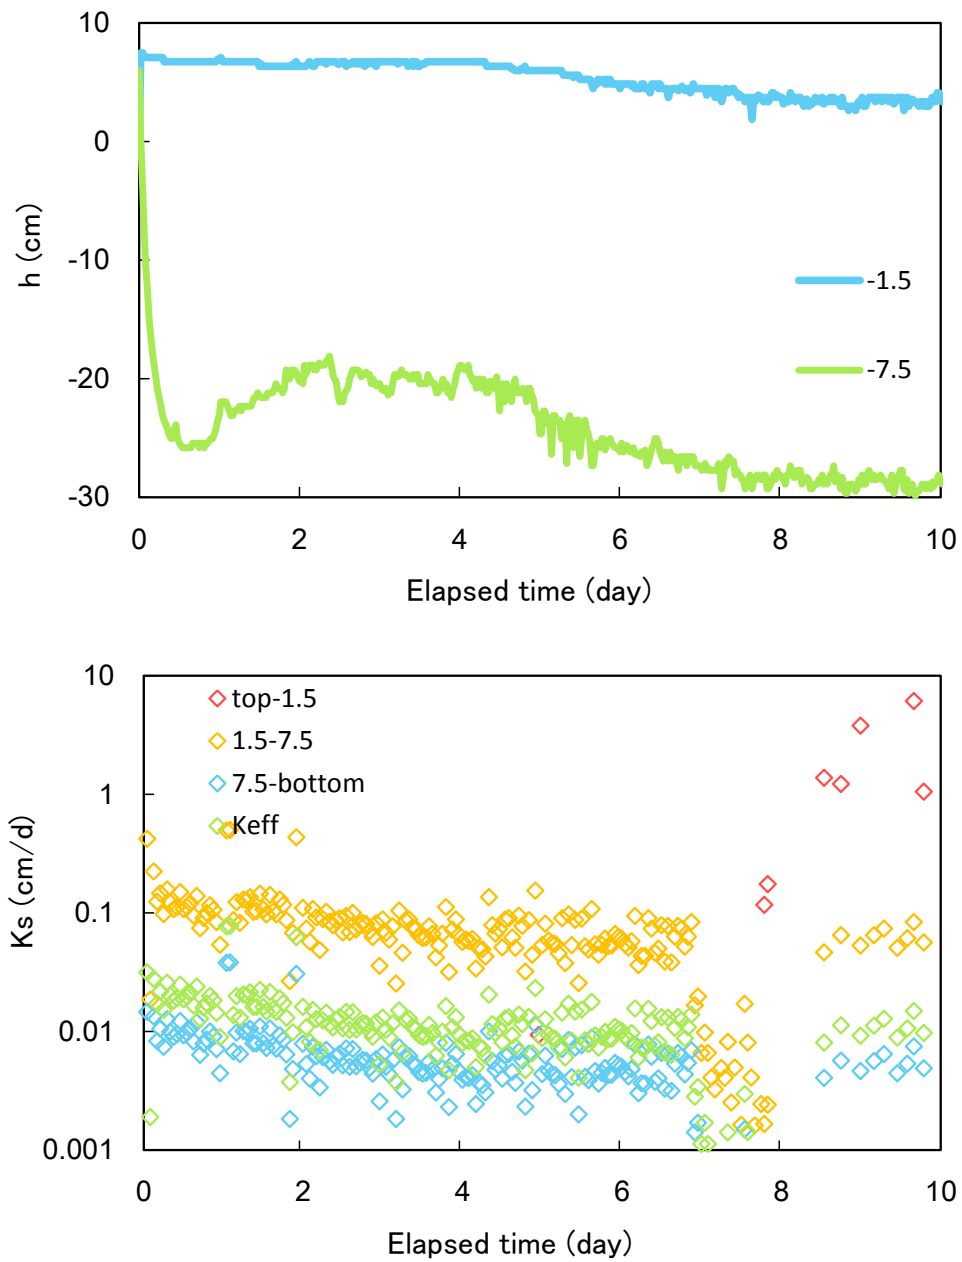 10
0
-10
-20
-30
h (cm)
-1.5
-7.5
0 2 4 6 8 10
Elapsed time (day)
10
1
0.1
0.01
0.001
Ks (cm/d)
top-1.5
1.5-7.5
7.5-bottom
Keff
0 2 4 6 8 10
Elapsed time (day)